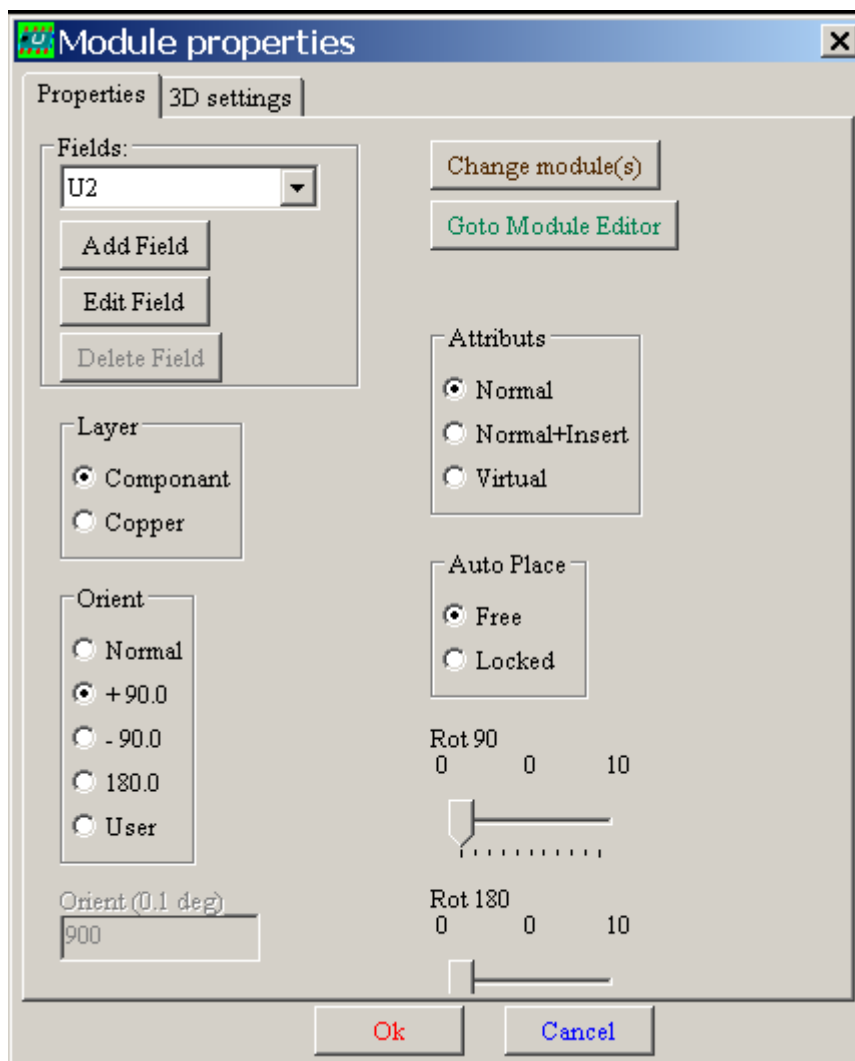 Module properties
Properties
3D settings
Fields:
U2
Add Field
Edit Field
Delete Field
Layer
Componant
Copper
Orient
Normal
+90.0
- 90.0
180.0
User
Orient (0.1 deg)
900
Change module(s)
Goto Module Editor
Attributs
Normal
Normal+Insert
Virtual
Auto Place
Free
Locked
Rot 90
0 0 10
Rot 180
0 0 10
Ok
Cancel